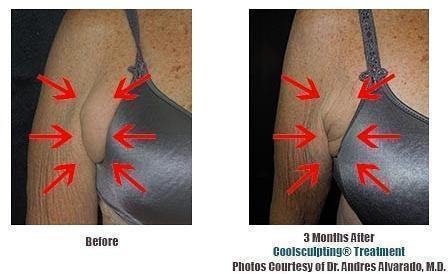 Before
3 Months After
Coolsculpting® Treatment
Photos Courtesy of Dr. Andres Alvarado, M.D.